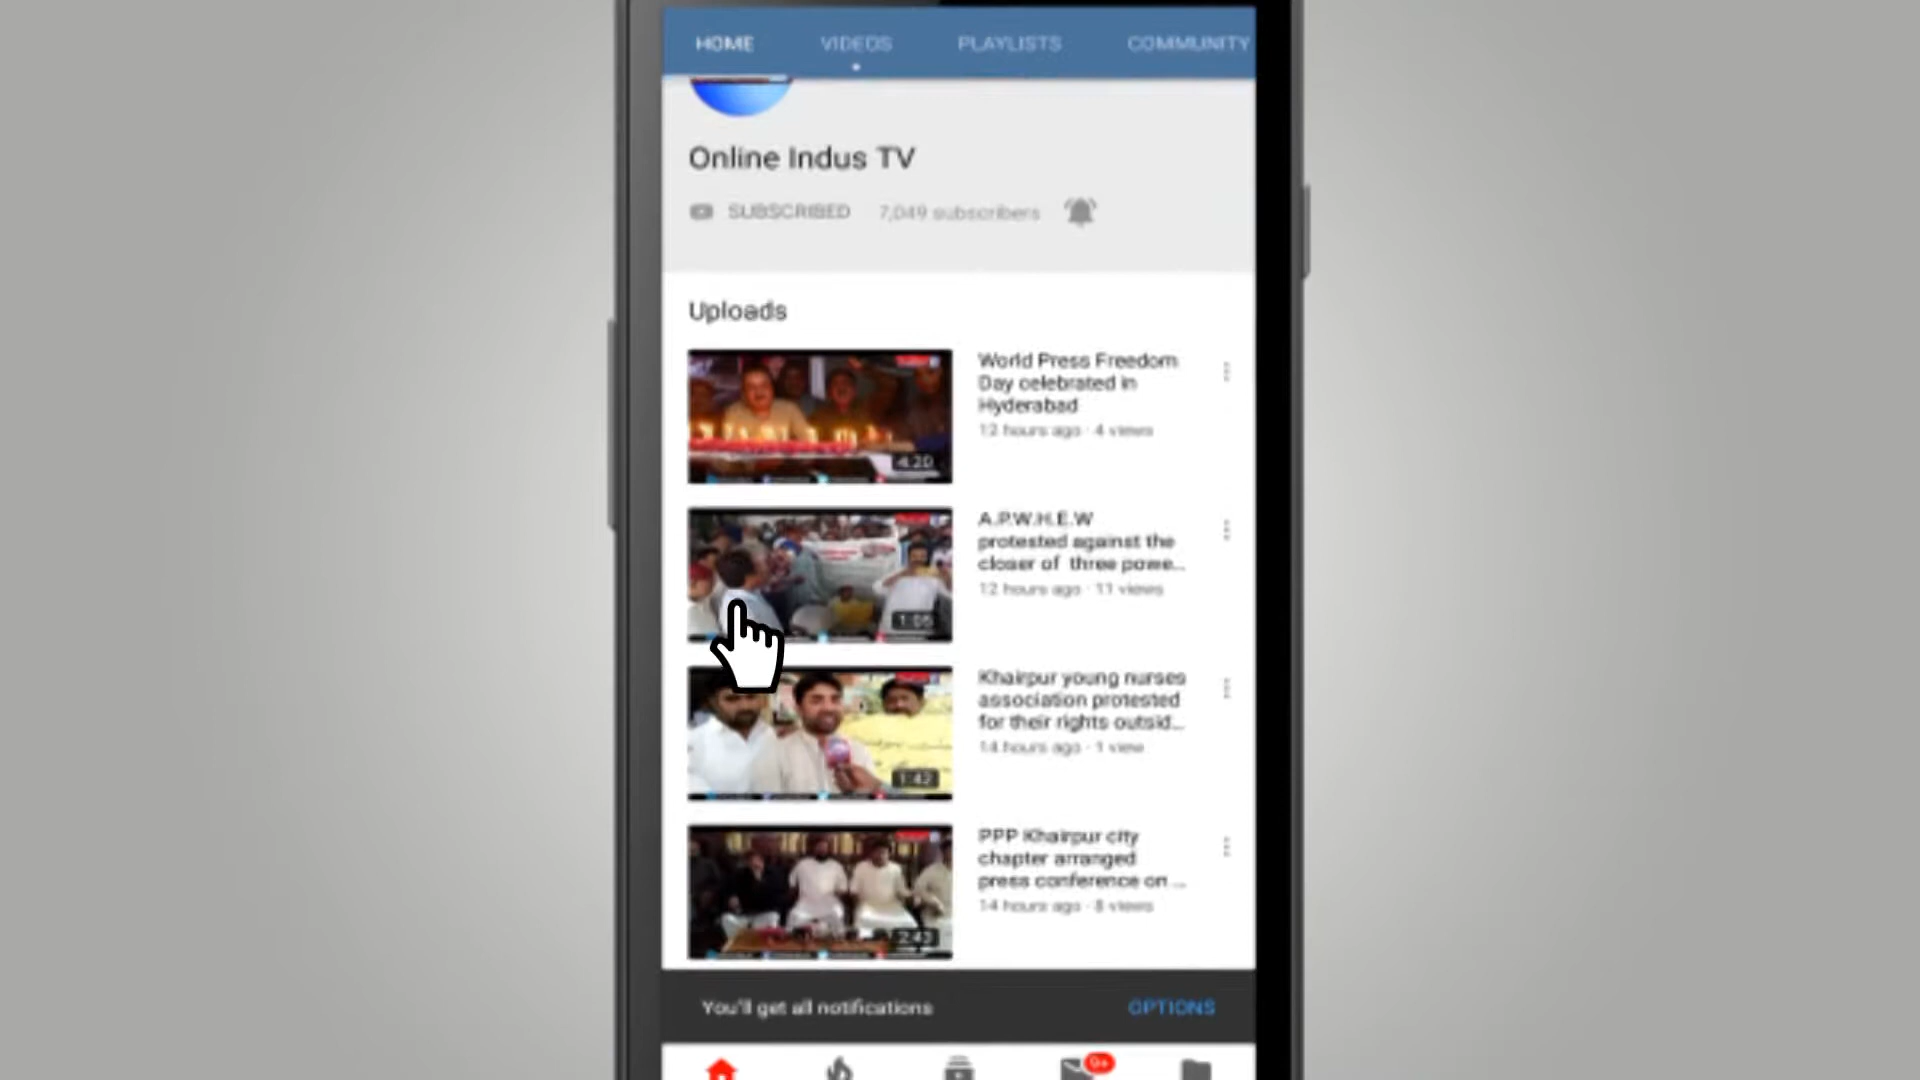 HOME VIDEOS PLAYLISTS COMMUNITY
Online Indus TV
SUBSCRIBED 7,049 subscribers
Uploads
World Press Freedom
Day celebrated in
Hyderabad
12 hours ago · 4 views
4:20
A.P.W.H.E.W
protested against the
closer of three powe...
12 hours ago · 11 views
1:05
Khairpur young nurses
association protested
for their rights outsid...
14 hours ago · 1 view
1:42
PPP Khairpur city
chapter arranged
press conference on ...
14 hours ago · 8 views
2:43
You'll get all notifications OPTIONS
9+